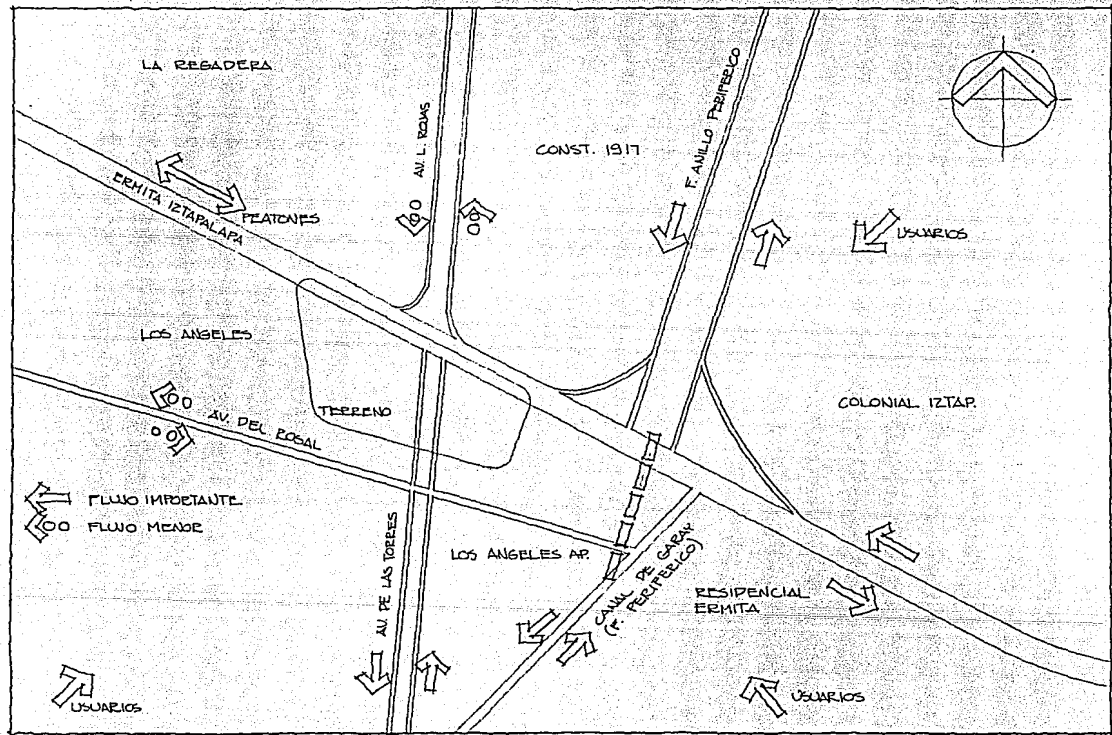 LA REGADERA
AV. L. ROJAS
CONST. 1917
F. ANILLO PERIFERICO
ERMITA IZTAPALAPA
PEATONES
USUARIOS
LOS ANGELES
TERRENO
AV. DEL ROSAL
COLONIAL IZTAP.
FLUJO IMPORTANTE
FLUJO MENOR
AV. DE LAS TORRES
LOS ANGELES AP.
CANAL DE GARAY
(F. PERIFERICO)
RESIDENCIAL
ERMITA
USUARIOS
USUARIOS